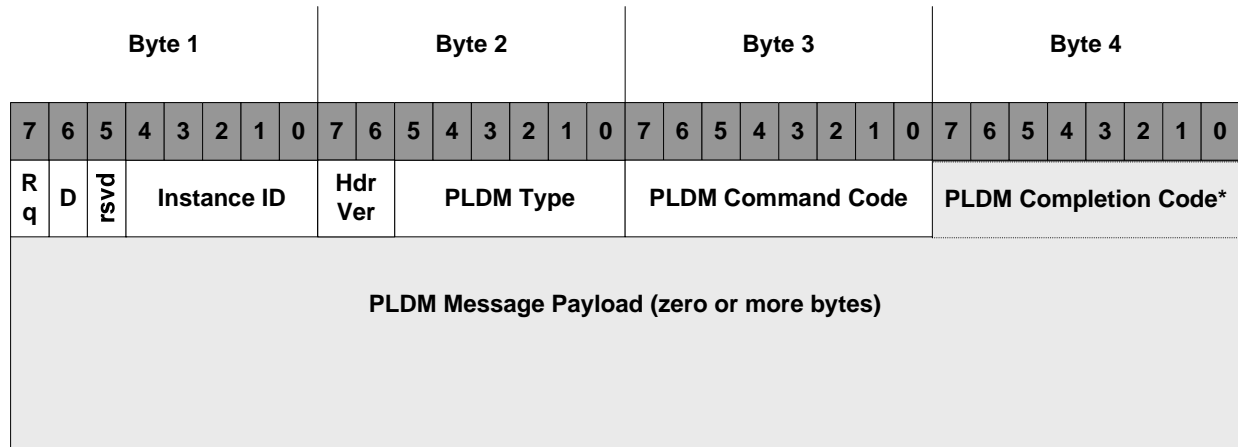 Byte 1 Byte 2 Byte 3 Byte 4
7 6 5 4 3 2 1 0 7 6 5 4 3 2 1 0 7 6 5 4 3 2 1 0 7 6 5 4 3 2 1 0
Rq D rsvd Instance ID Hdr Ver PLDM Type PLDM Command Code PLDM Completion Code*
PLDM Message Payload (zero or more bytes)